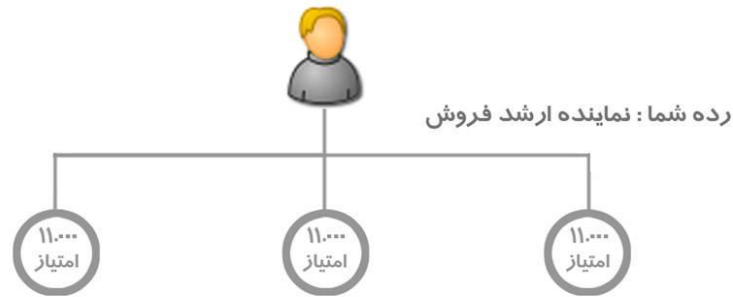 رده شما : نماینده ارشد فروش
۱۱.۰۰۰
امتیاز
۱۱.۰۰۰
امتیاز
۱۱.۰۰۰
امتیاز